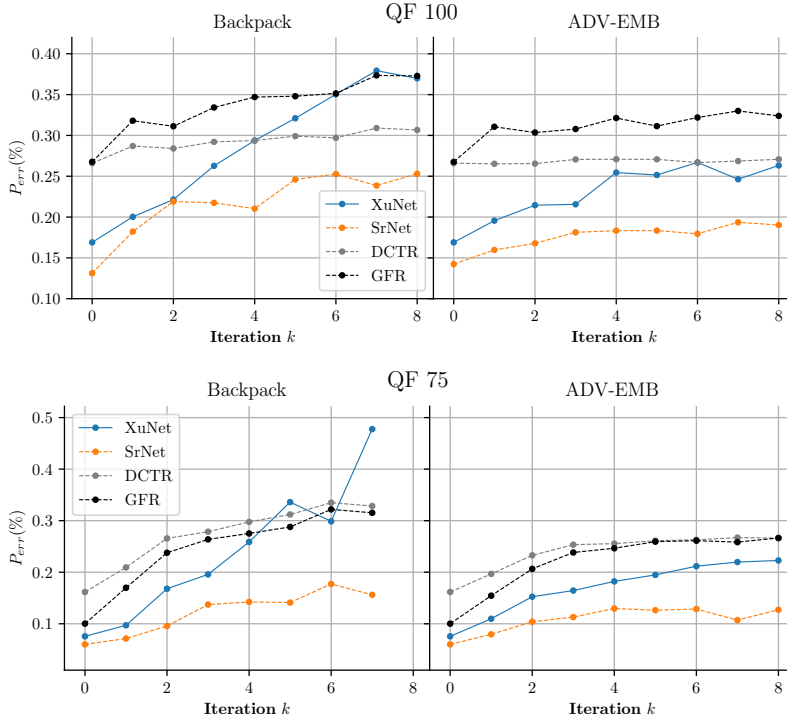 QF 100
Backpack
ADV-EMB
P_err(%)
0.40
0.35
0.30
0.25
0.20
0.15
0.10
XuNet
SrNet
DCTR
GFR
0 2 4 6 8
0 2 4 6 8
Iteration k
Iteration k
QF 75
Backpack
ADV-EMB
P_err(%)
0.5
0.4
0.3
0.2
0.1
XuNet
SrNet
DCTR
GFR
0 2 4 6 8
0 2 4 6 8
Iteration k
Iteration k